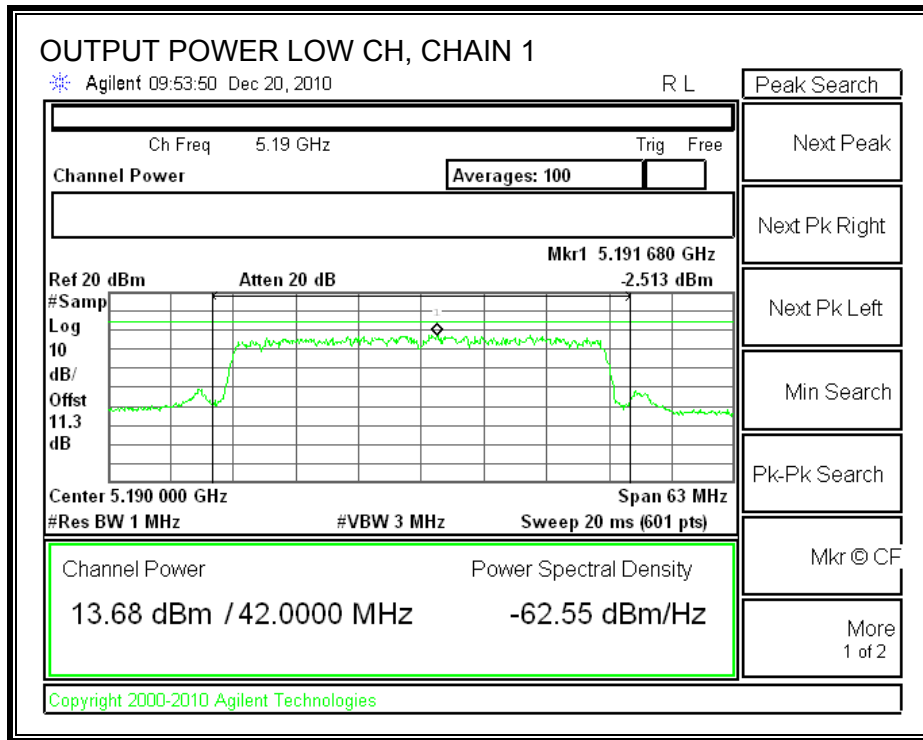 OUTPUT POWER LOW CH, CHAIN 1
Agilent 09:53:50 Dec 20, 2010 R L
Peak Search
Ch Freq 5.19 GHz Trig Free
Channel Power Averages: 100
Mkr1 5.191 680 GHz
Ref 20 dBm Atten 20 dB -2.513 dBm
#Samp
Log
10
dB/
Offst
11.3
dB
1
Center 5.190 000 GHz Span 63 MHz
#Res BW 1 MHz #VBW 3 MHz Sweep 20 ms (601 pts)
Channel Power Power Spectral Density
13.68 dBm / 42.0000 MHz -62.55 dBm/Hz
Copyright 2000-2010 Agilent Technologies
Next Peak
Next Pk Right
Next Pk Left
Min Search
Pk-Pk Search
Mkr © CF
More
1 of 2